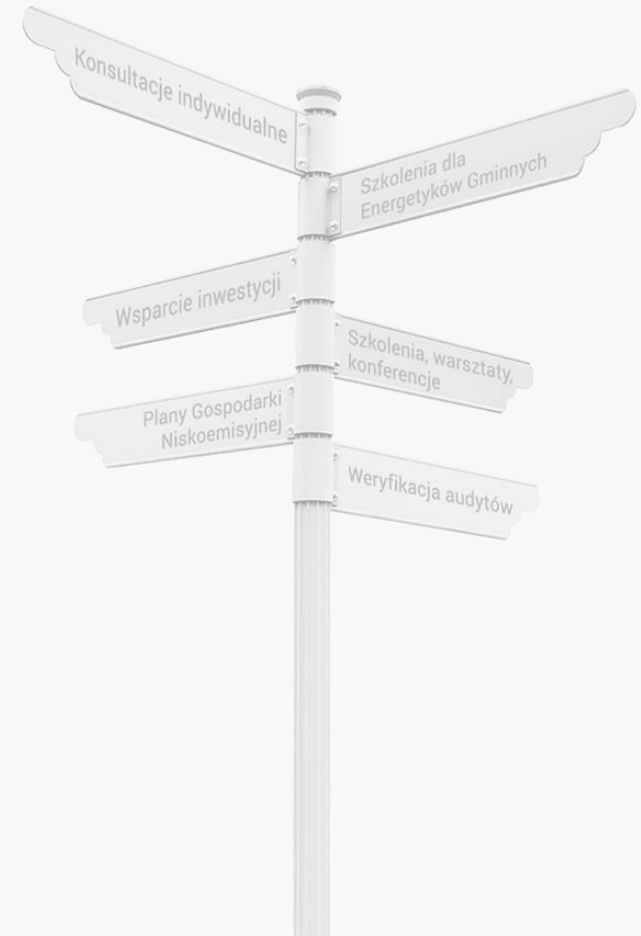 Konsultacje indywidualne
Szkolenia dla
Energetyków Gminnych
Wsparcie inwestycji
Szkolenia, warsztaty,
konferencje
Plany Gospodarki
Niskoemisyjnej
Weryfikacja audytów